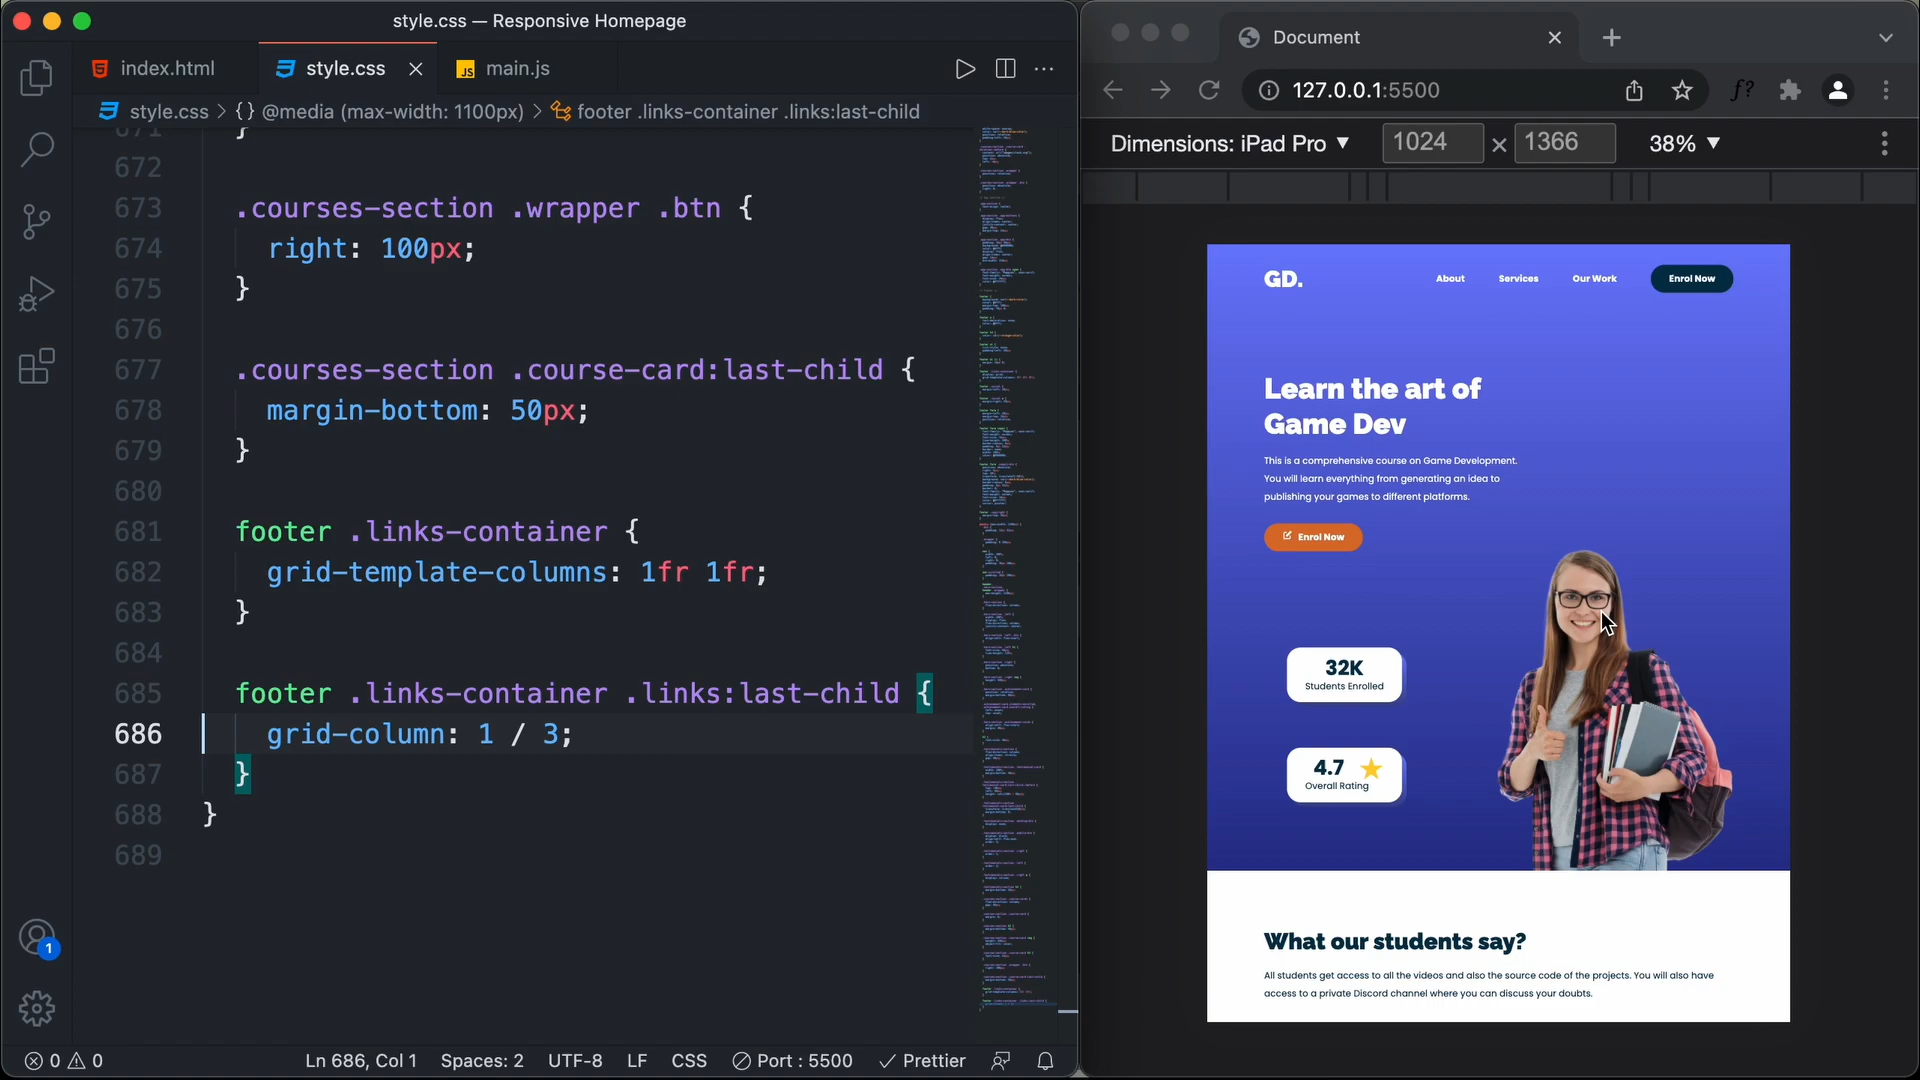 style.css — Responsive Homepage
index.html
style.css
JS main.js
style.css > {} @media (max-width: 1100px) > footer .links-container .links:last-child
671 }
672
673 .courses-section .wrapper .btn {
674 right: 100px;
675 }
676
677 .courses-section .course-card:last-child {
678 margin-bottom: 50px;
679 }
680
681 footer .links-container {
682 grid-template-columns: 1fr 1fr;
683 }
684
685 footer .links-container .links:last-child {
686 grid-column: 1 / 3;
687 }
688 }
689
1
0 0
Ln 686, Col 1
Spaces: 2
UTF-8
LF
CSS
Port : 5500
Prettier
Document
127.0.0.1:5500
f?
Dimensions: iPad Pro
1024 × 1366
38%
GD.
About
Services
Our Work
Enrol Now
Learn the art of
Game Dev
This is a comprehensive course on Game Development.
You will learn everything from generating an idea to
publishing your games to different platforms.
Enrol Now
32K
Students Enrolled
4.7
Overall Rating
What our students say?
All students get access to all the videos and also the source code of the projects. You will also have
access to a private Discord channel where you can discuss your doubts.